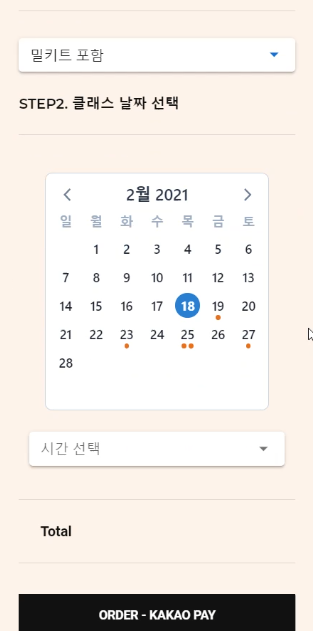 밀키트 포함
STEP2. 클래스 날짜 선택
2월 2021
일 월 화 수 목 금 토
1 2 3 4 5 6
7 8 9 10 11 12 13
14 15 16 17 18 19 20
21 22 23 24 25 26 27
28
시간 선택
Total
ORDER - KAKAO PAY